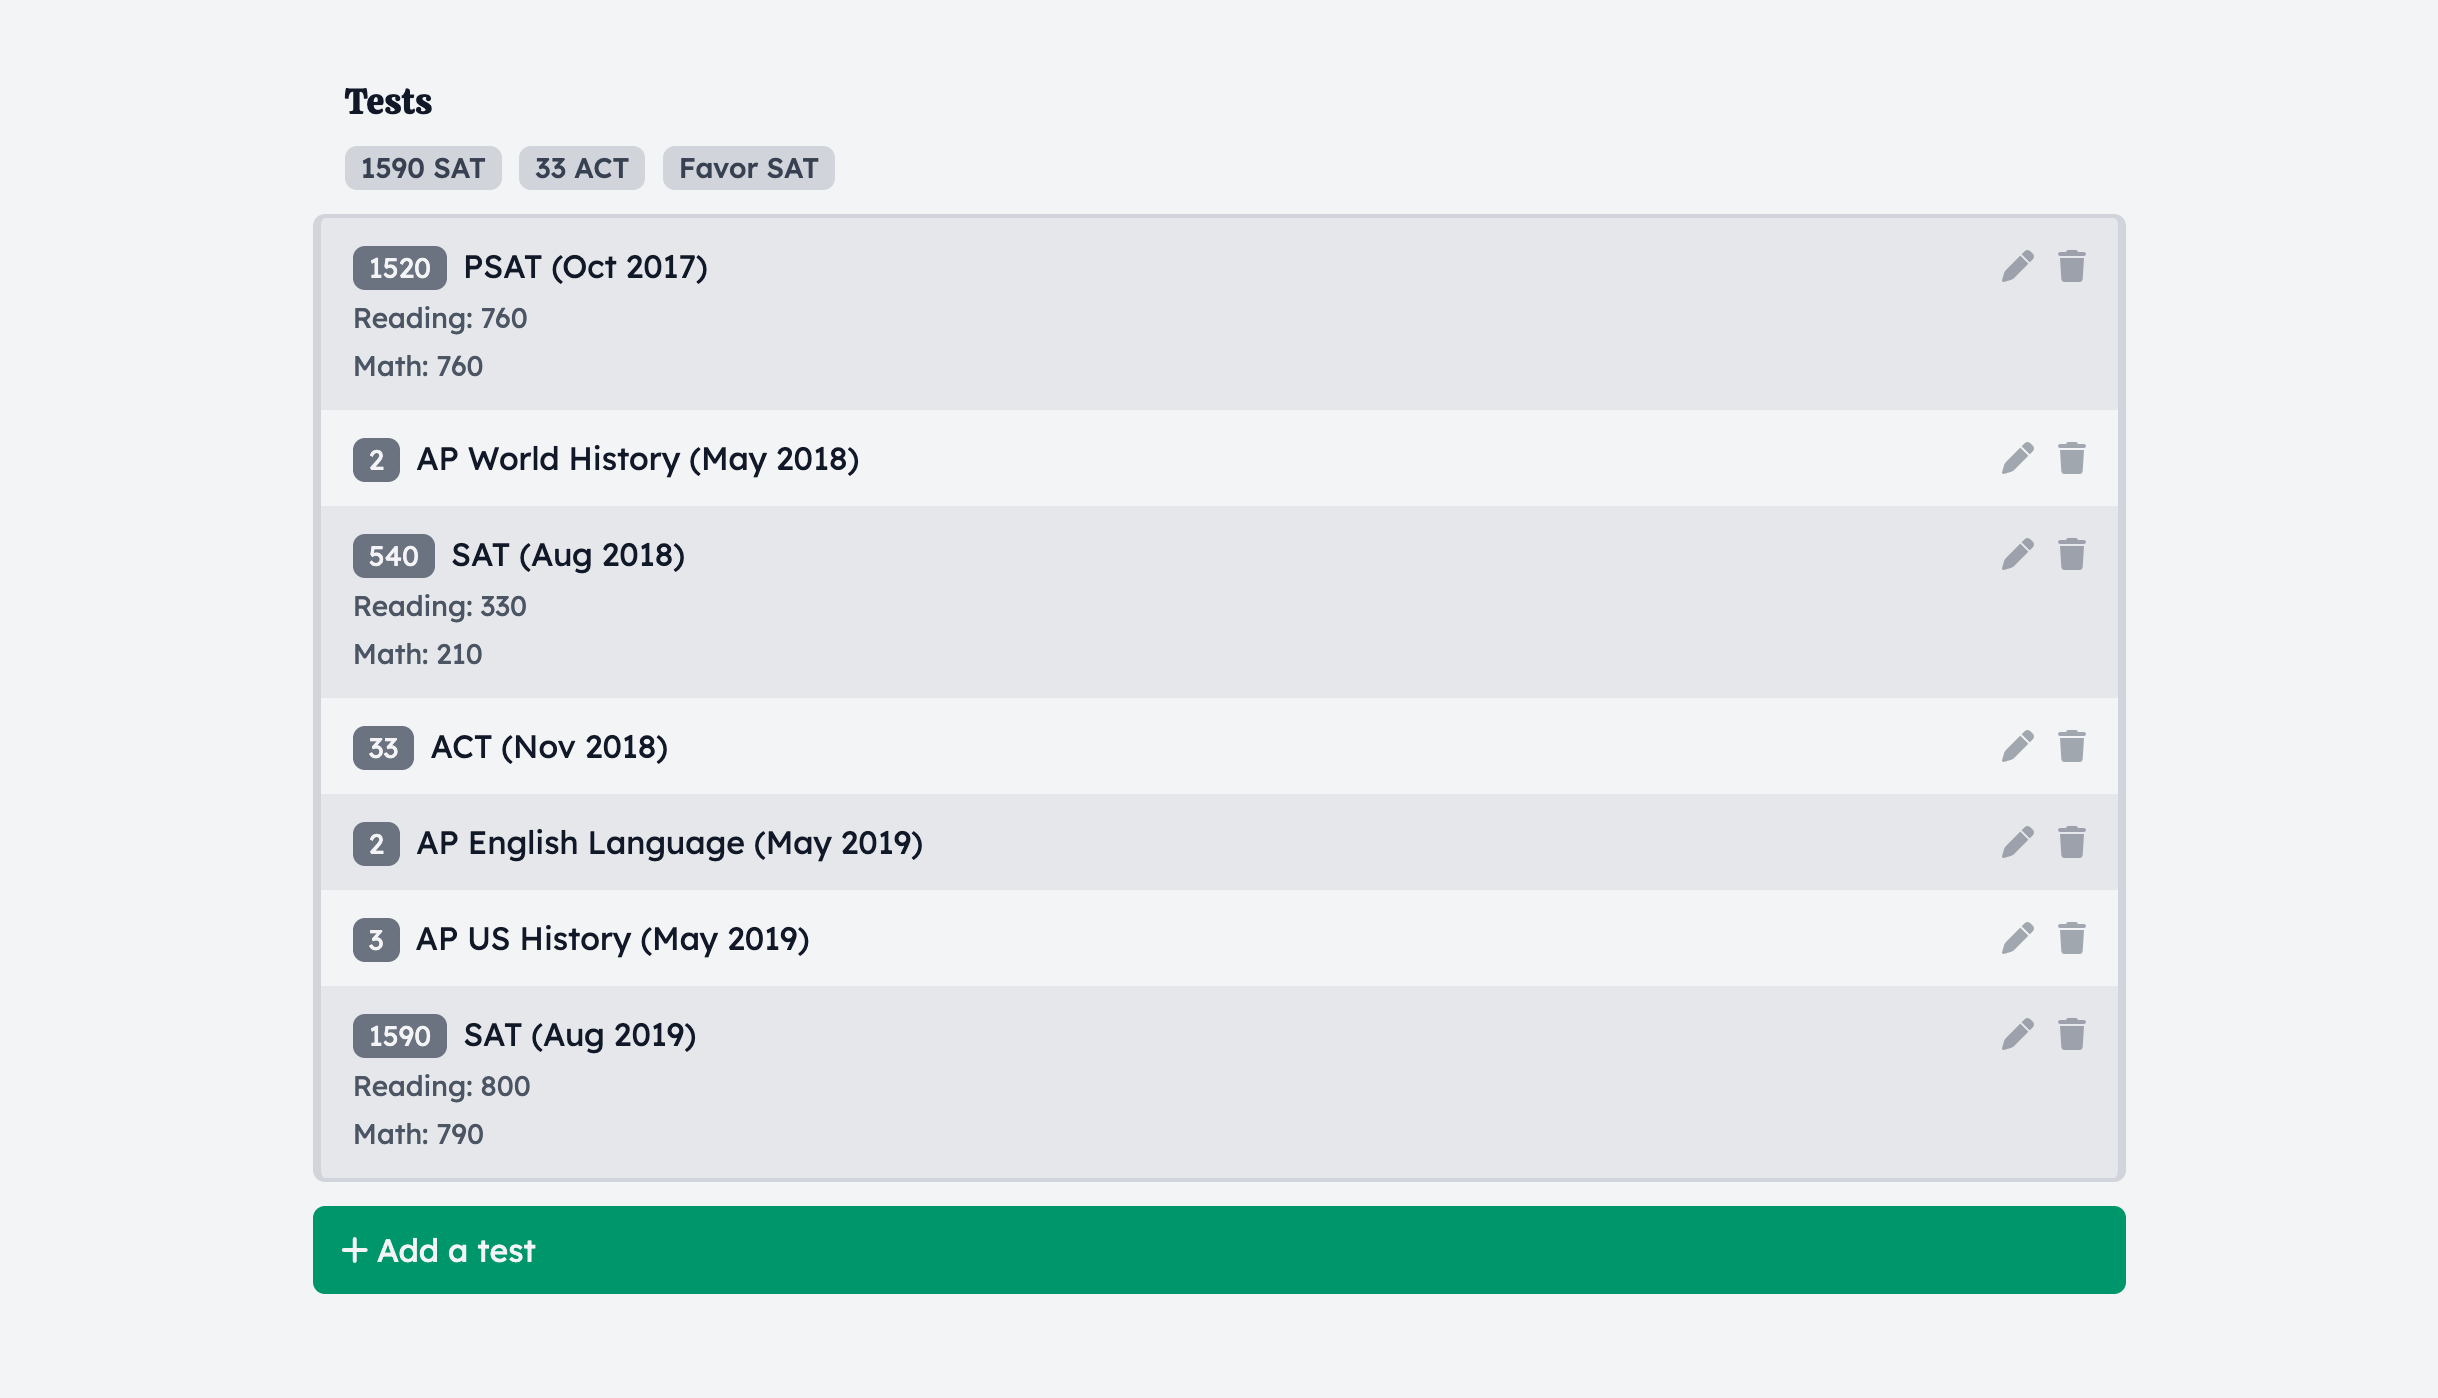 Tests
1590 SAT 33 ACT Favor SAT
1520 PSAT (Oct 2017)
Reading: 760
Math: 760
2 AP World History (May 2018)
540 SAT (Aug 2018)
Reading: 330
Math: 210
33 ACT (Nov 2018)
2 AP English Language (May 2019)
3 AP US History (May 2019)
1590 SAT (Aug 2019)
Reading: 800
Math: 790
+ Add a test